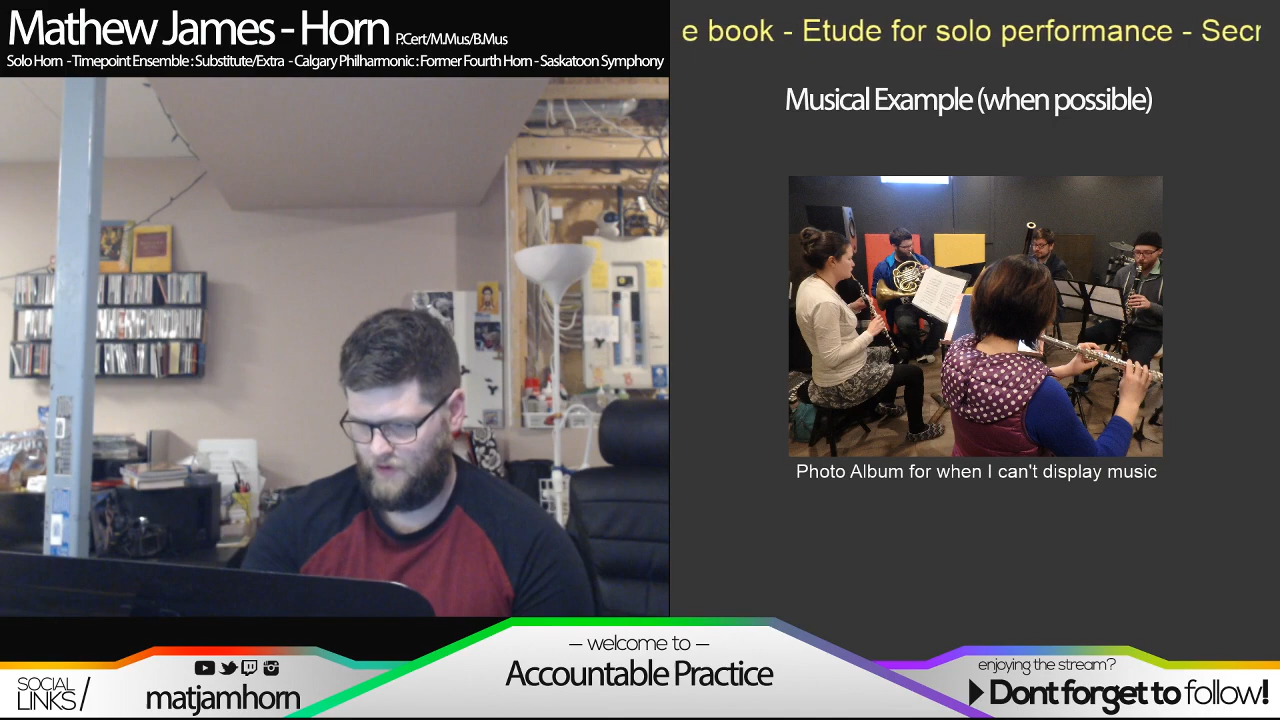 Mathew James - Horn P.Cert/M.Mus/B.Mus
Solo Horn - Timepoint Ensemble : Substitute/Extra - Calgary Philharmonic : Former Fourth Horn - Saskatoon Symphony
e book - Etude for solo performance - Secr
Musical Example (when possible)
Photo Album for when I can't display music
– welcome to –
Accountable Practice
SOCIAL
LINKS /
matjamhorn
enjoying the stream?
Dont forget to follow!